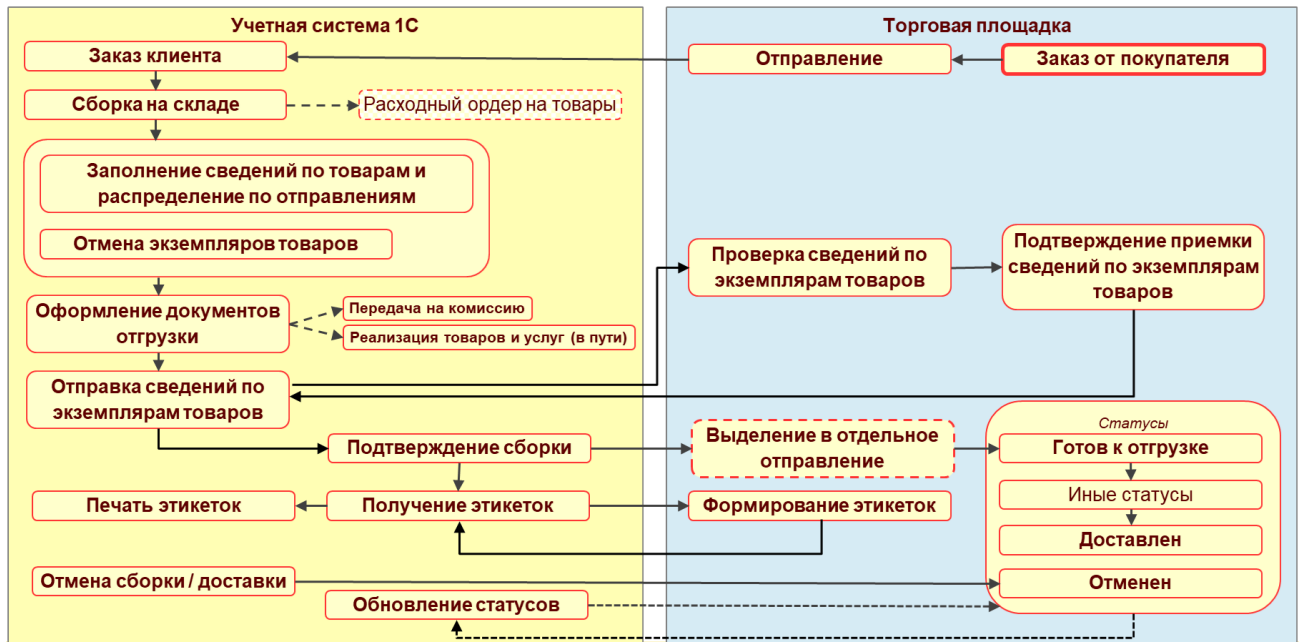 Учетная система 1С
Торговая площадка
Заказ клиента
Отправление
Заказ от покупателя
Сборка на складе
Расходный ордер на товары
Заполнение сведений по товарам и
распределение по отправлениям
Отмена экземпляров товаров
Проверка сведений по
экземплярам товаров
Подтверждение приемки
сведений по экземплярам
товаров
Оформление документов
отгрузки
Передача на комиссию
Реализация товаров и услуг (в пути)
Отправка сведений по
экземплярам товаров
Подтверждение сборки
Выделение в отдельное
отправление
Статусы
Готов к отгрузке
Иные статусы
Доставлен
Отменен
Печать этикеток
Получение этикеток
Формирование этикеток
Отмена сборки / доставки
Обновление статусов